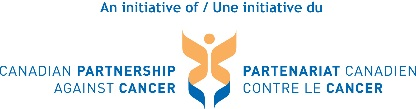 An initiative of / Une initiative du
CANADIAN PARTNERSHIP
AGAINST CANCER
PARTENARIAT CANADIEN
CONTRE LE CANCER